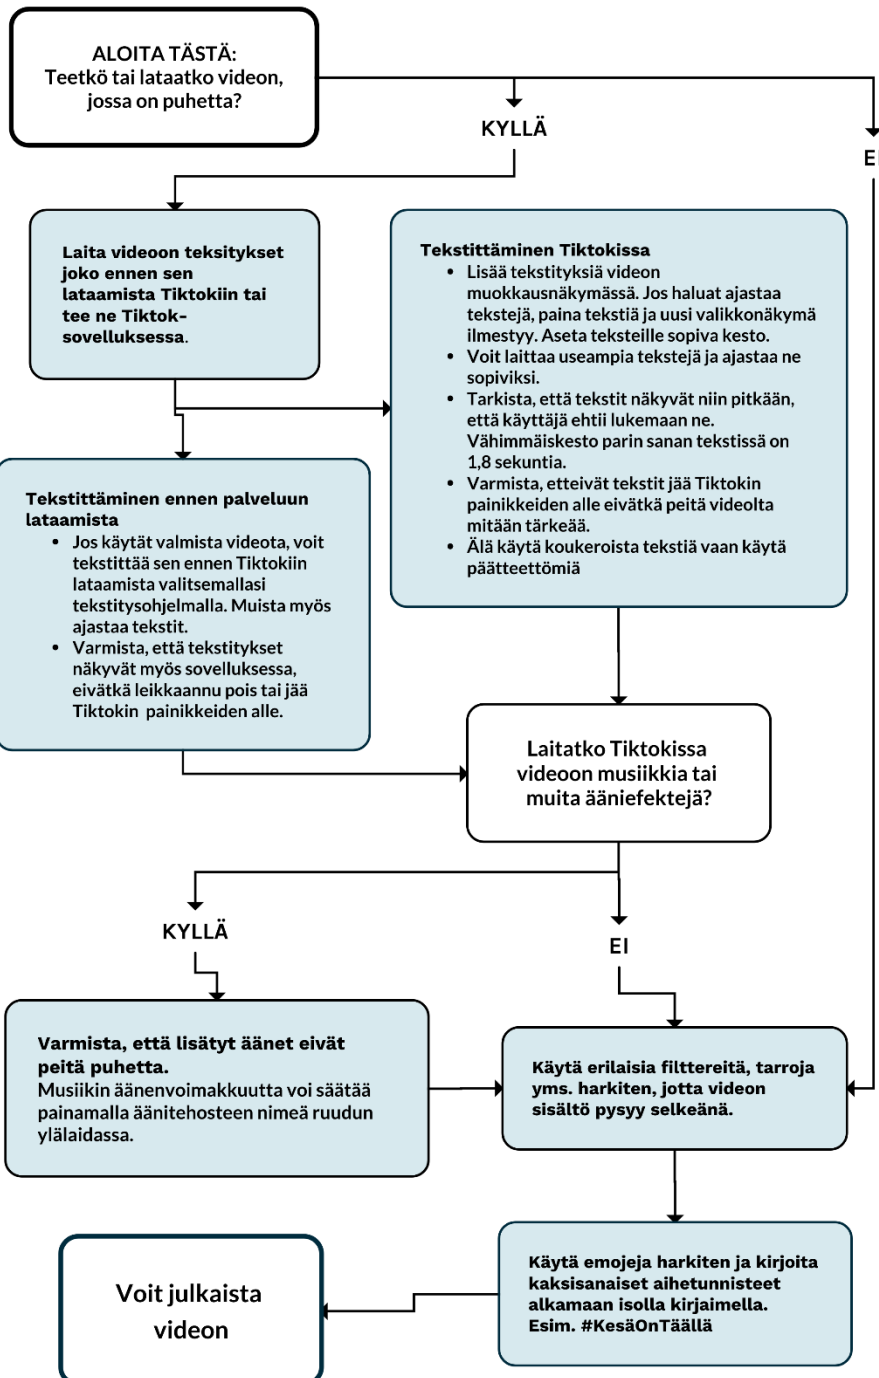 ALOITA TÄSTÄ:
Teetkö tai lataatko videon,
jossa on puhetta?
KYLLÄ
EI
Laita videoon teksitykset
joko ennen sen
lataamista Tiktokiin tai
tee ne Tiktok-
sovelluksessa.
Tekstittäminen Tiktokissa
• Lisää tekstityksiä videon
muokkausnäkymässä. Jos haluat ajastaa
tekstejä, paina tekstiä ja uusi valikkonäkymä
ilmestyy. Aseta teksteille sopiva kesto.
• Voit laittaa useampia tekstejä ja ajastaa ne
sopiviksi.
• Tarkista, että tekstit näkyvät niin pitkään,
että käyttäjä ehtii lukemaan ne.
Vähimmäiskesto parin sanan tekstissä on
1,8 sekuntia.
• Varmista, etteivät tekstit jää Tiktokin
painikkeiden alle eivätkä peitä videolta
mitään tärkeää.
• Älä käytä koukeroista tekstiä vaan käytä
päätteettömiä
Tekstittäminen ennen palveluun
lataamista
• Jos käytät valmista videota, voit
tekstittää sen ennen Tiktokiin
lataamista valitsemallasi
tekstitysohjelmalla. Muista myös
ajastaa tekstit.
• Varmista, että tekstitykset
näkyvät myös sovelluksessa,
eivätkä leikkaannu pois tai jää
Tiktokin painikkeiden alle.
Laitatko Tiktokissa
videoon musiikkia tai
muita ääniefektejä?
KYLLÄ
EI
Varmista, että lisätyt äänet eivät
peitä puhetta.
Musiikin äänenvoimakkuutta voi säätää
painamalla äänitehosteen nimeä ruudun
ylälaidassa.
Käytä erilaisia filttereitä, tarroja
yms. harkiten, jotta videon
sisältö pysyy selkeänä.
Käytä emojeja harkiten ja kirjoita
kaksisanaiset aihetunnisteet
alkamaan isolla kirjaimella.
Esim. #KesäOnTäällä
Voit julkaista
videon